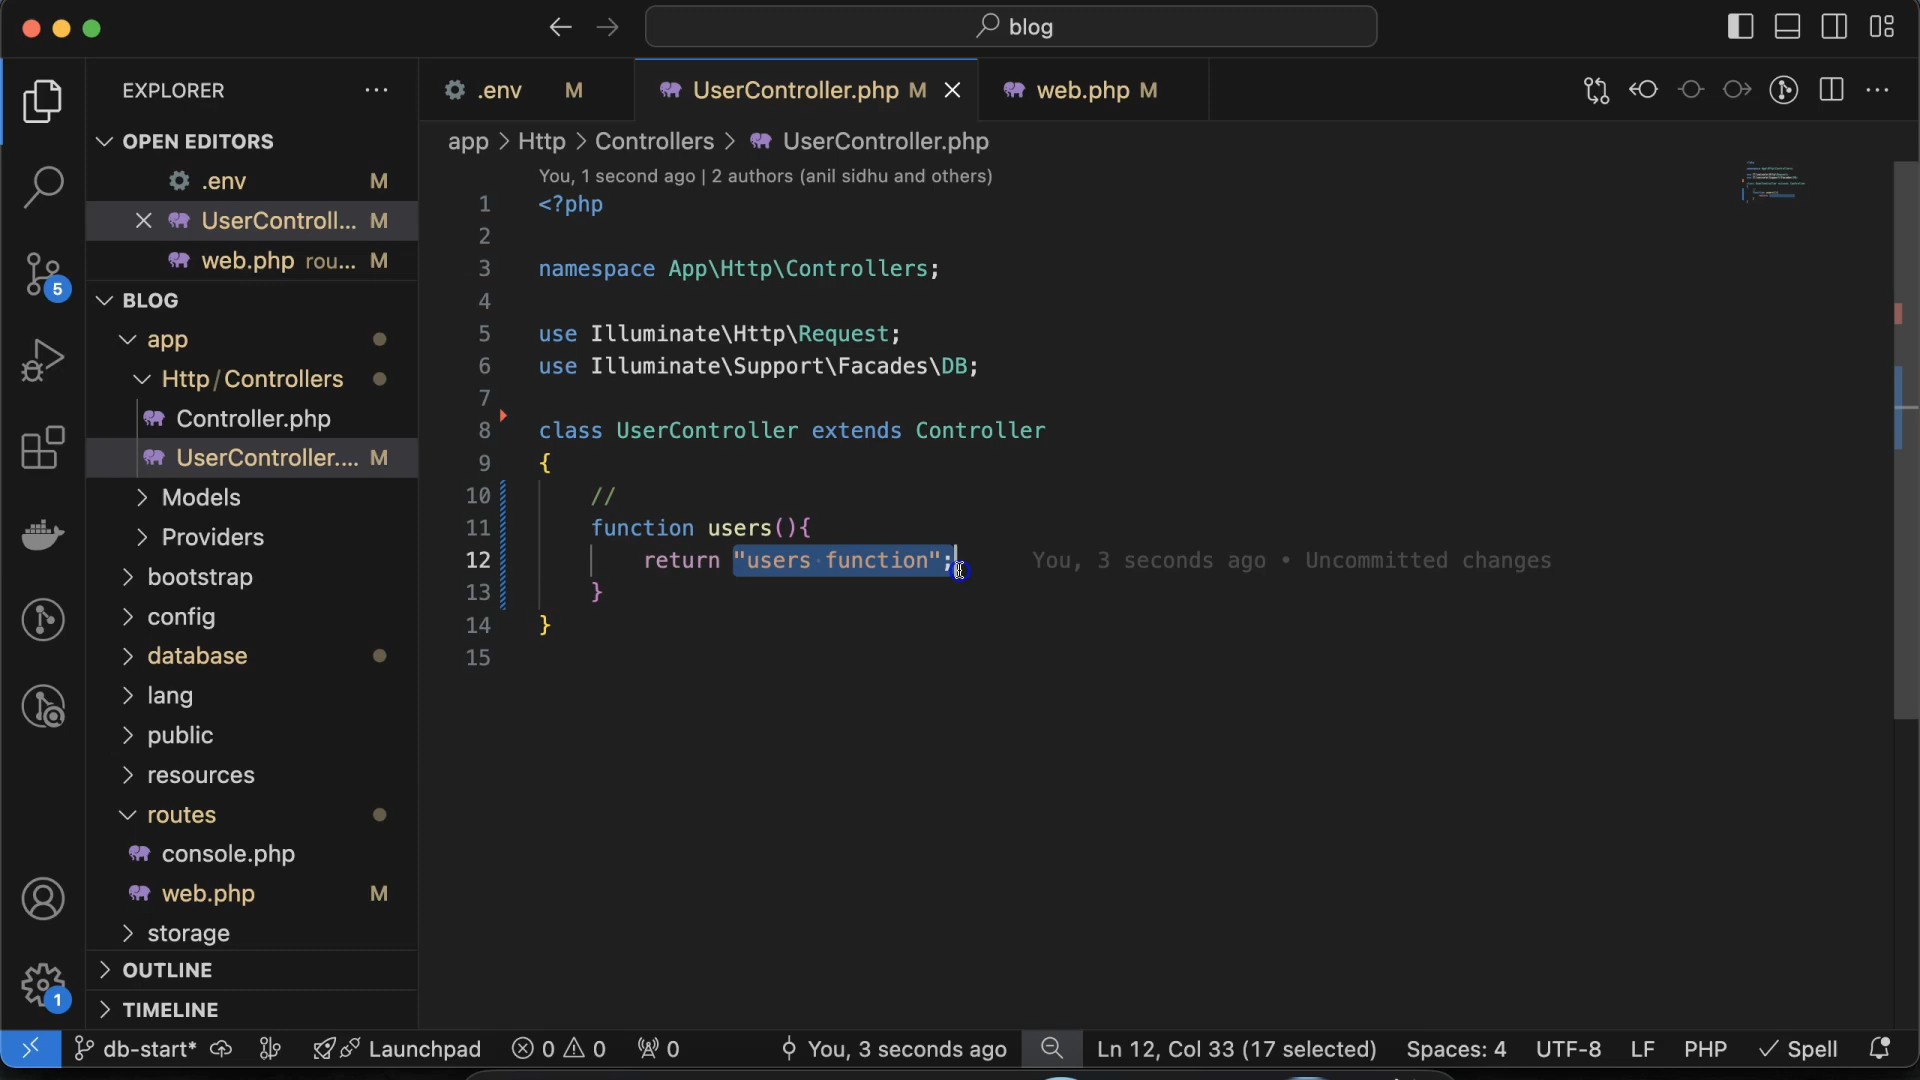 blog
EXPLORER
OPEN EDITORS
.env M
UserControll... M
web.php rou... M
BLOG
app
Http/Controllers
Controller.php
UserController.... M
Models
Providers
bootstrap
config
database
lang
public
resources
routes
console.php
web.php M
storage
OUTLINE
TIMELINE
5
1
.env M
UserController.php M
web.php M
app > Http > Controllers > UserController.php
You, 1 second ago | 2 authors (anil sidhu and others)
1 <?php
2
3 namespace App\Http\Controllers;
4
5 use Illuminate\Http\Request;
6 use Illuminate\Support\Facades\DB;
7
8 class UserController extends Controller
9 {
10 //
11 function users(){
12 return "users function"; You, 3 seconds ago • Uncommitted changes
13 }
14 }
15
db-start* Launchpad 0 0 0 You, 3 seconds ago Ln 12, Col 33 (17 selected) Spaces: 4 UTF-8 LF PHP Spell